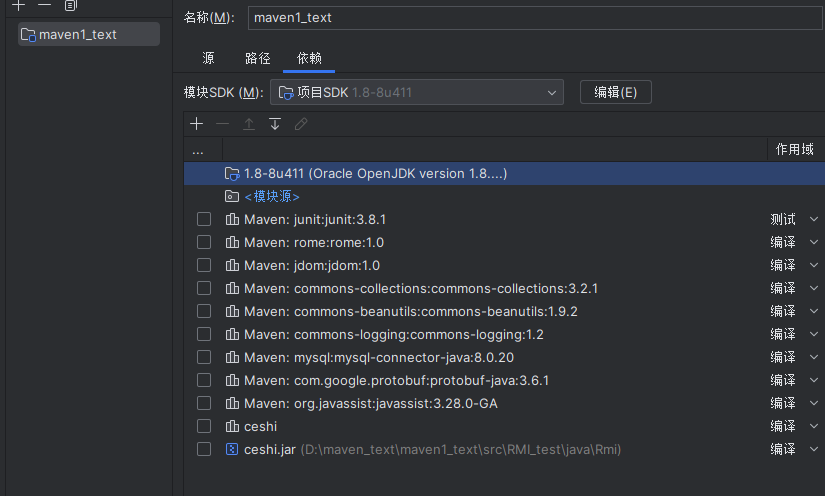 名称(M): maven1_text
maven1_text
源 路径 依赖
模块SDK (M): 项目SDK 1.8-8u411 编辑(E)
... 作用域
1.8-8u411 (Oracle OpenJDK version 1.8....)
<模块源>
Maven: junit:junit:3.8.1 测试
Maven: rome:rome:1.0 编译
Maven: jdom:jdom:1.0 编译
Maven: commons-collections:commons-collections:3.2.1 编译
Maven: commons-beanutils:commons-beanutils:1.9.2 编译
Maven: commons-logging:commons-logging:1.2 编译
Maven: mysql:mysql-connector-java:8.0.20 编译
Maven: com.google.protobuf:protobuf-java:3.6.1 编译
Maven: org.javassist:javassist:3.28.0-GA 编译
ceshi 编译
ceshi.jar (D:\maven_text\maven1_text\src\RMI_test\java\Rmi) 编译